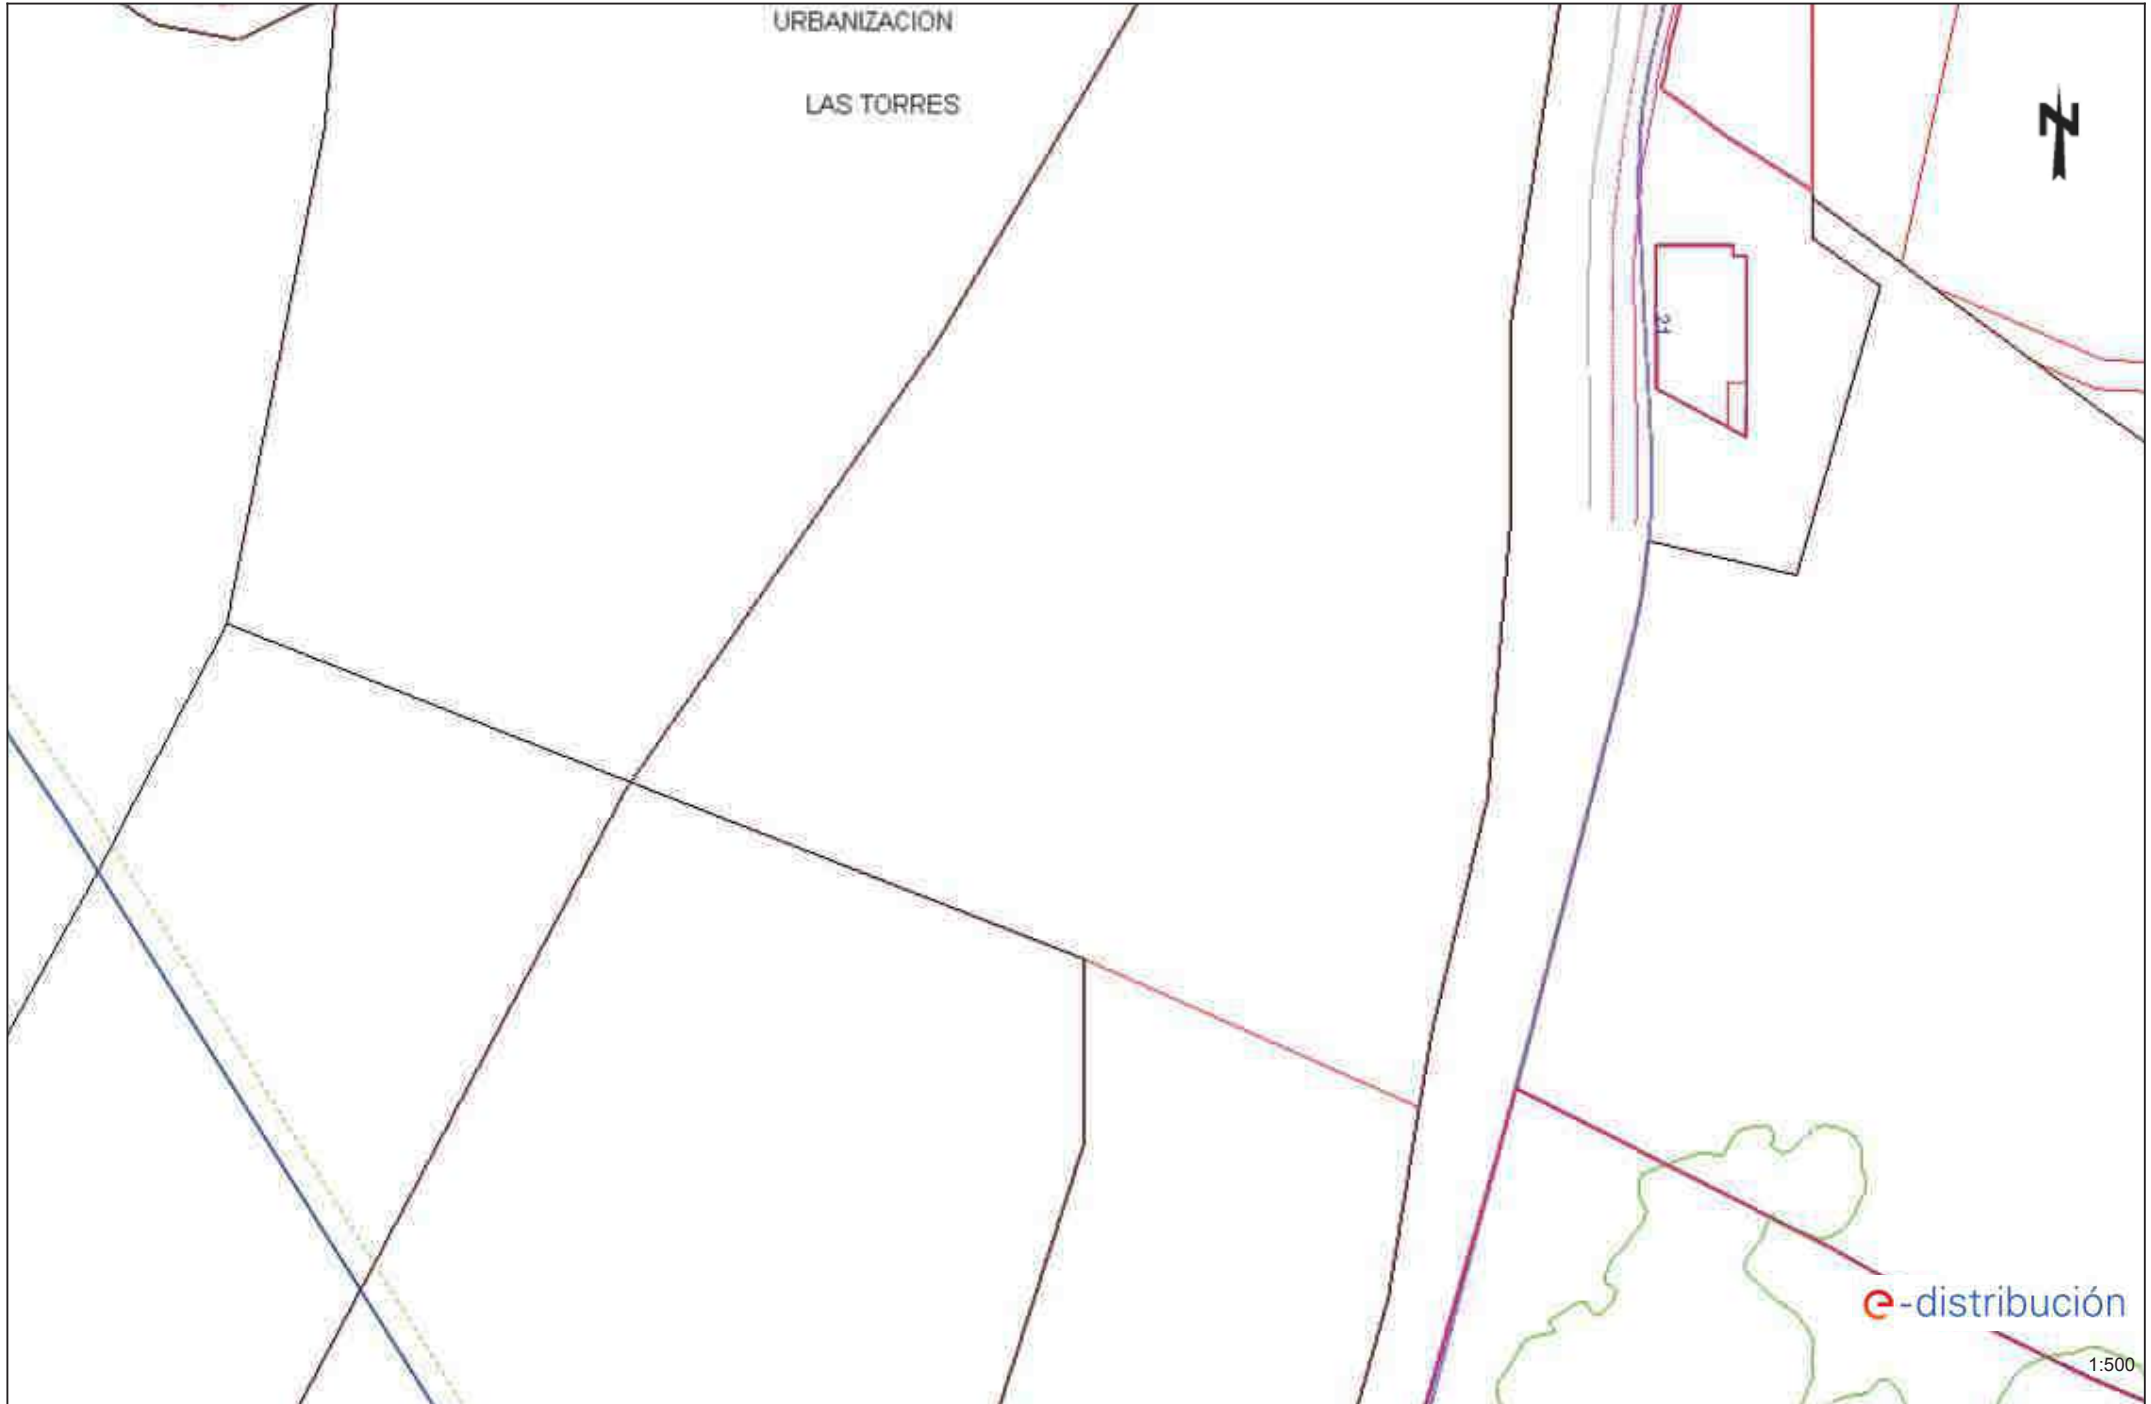 URBANIZACION
LAS TORRES
N
21
e-distribución
1:500